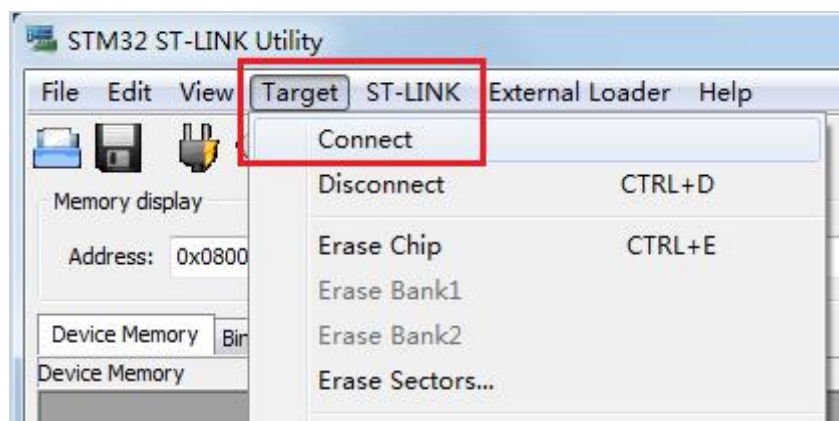 STM32 ST-LINK Utility
File Edit View Target ST-LINK External Loader Help
Connect
Disconnect CTRL+D
Memory display
Address: 0x0800
Erase Chip CTRL+E
Erase Bank1
Erase Bank2
Erase Sectors...
Device Memory
Device Memory